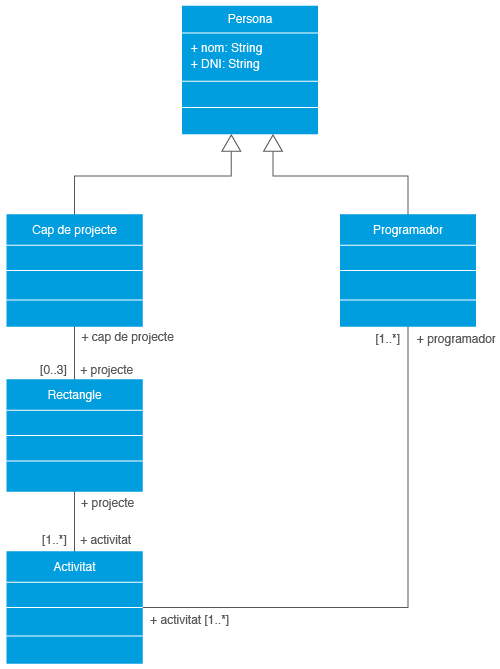 Persona
+ nom: String
+ DNI: String
Cap de projecte
Programador
+ cap de projecte
[1..*] + programador
[0..3] + projecte
Rectangle
+ projecte
[1..*] + activitat
Activitat
+ activitat [1..*]